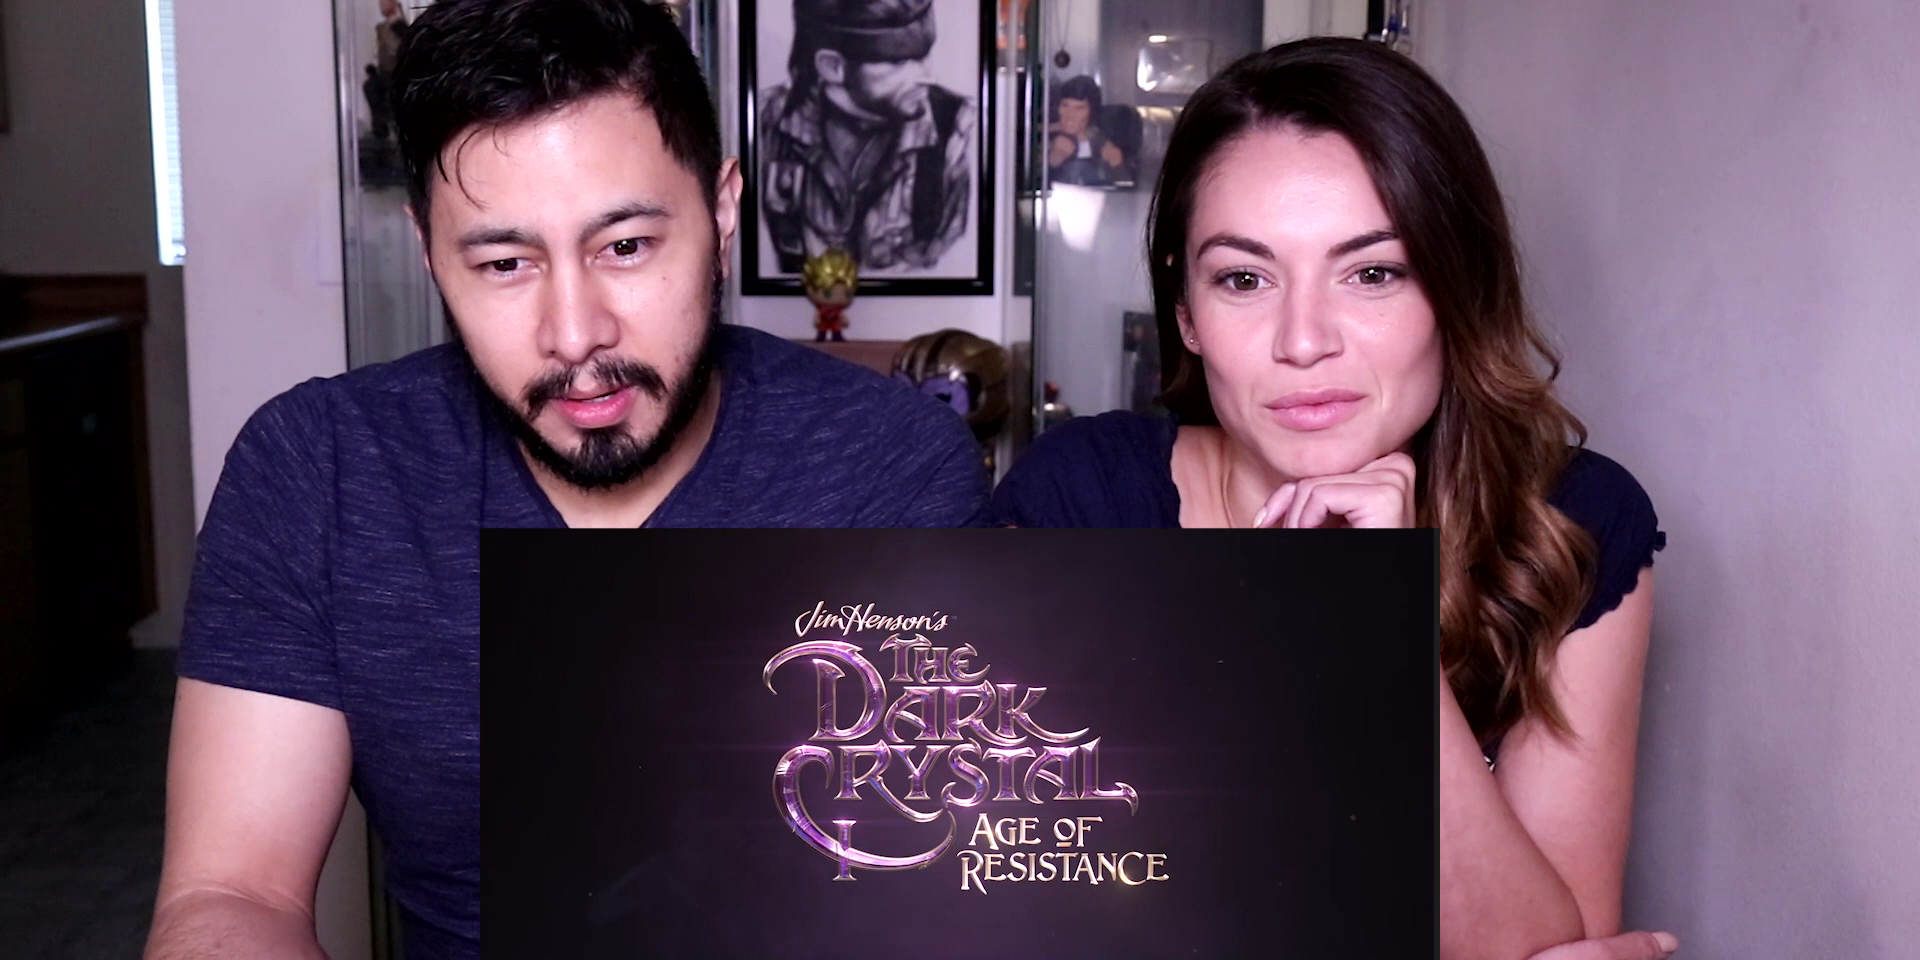 Jim Henson's
THE
DARK
CRYSTAL
AGE OF
RESISTANCE